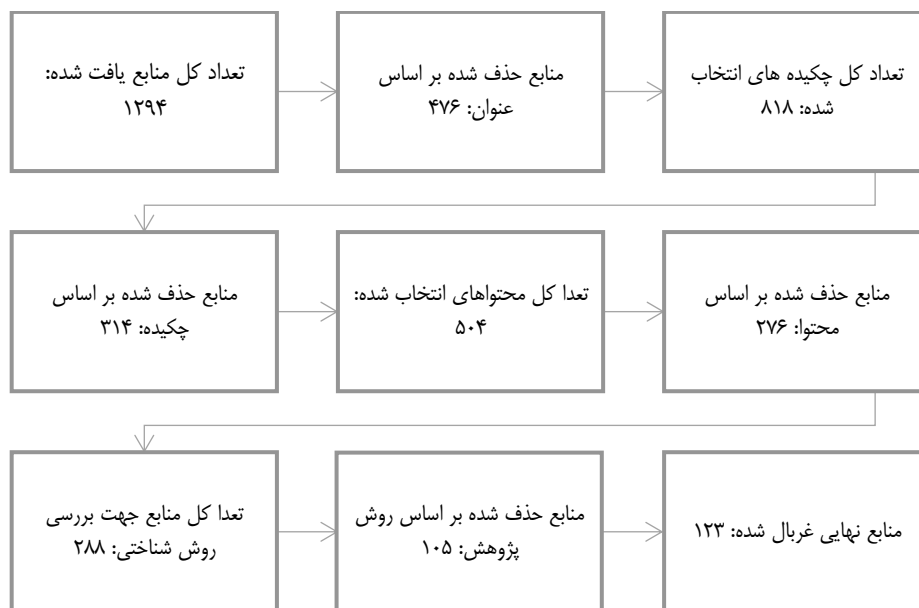 تعداد کل منابع یافت شده:
۱۲۹۴
منابع حذف شده بر اساس
عنوان: ۴۷۶
تعداد کل چکیده های انتخاب
شده: ۸۱۸
منابع حذف شده بر اساس
چکیده: ۳۱۴
تعدا کل محتواهای انتخاب شده:
۵۰۴
منابع حذف شده بر اساس
محتوا: ۲۷۶
تعدا کل منابع جهت بررسی
روش شناختی: ۲۸۸
منابع حذف شده بر اساس روش
پژوهش: ۱۰۵
منابع نهایی غربال شده: ۱۲۳